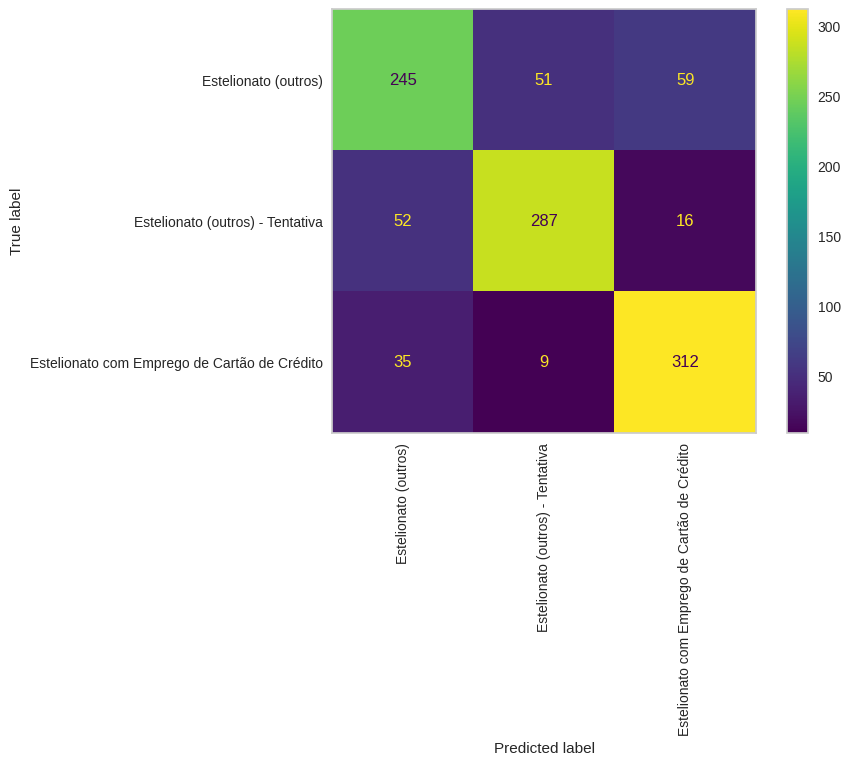 True label
Estelionato (outros)
245 51 59
Estelionato (outros) - Tentativa
52 287 16
Estelionato com Emprego de Cartão de Crédito
35 9 312
Estelionato (outros)
Estelionato (outros) - Tentativa
Estelionato com Emprego de Cartão de Crédito
Predicted label
300
250
200
150
100
50